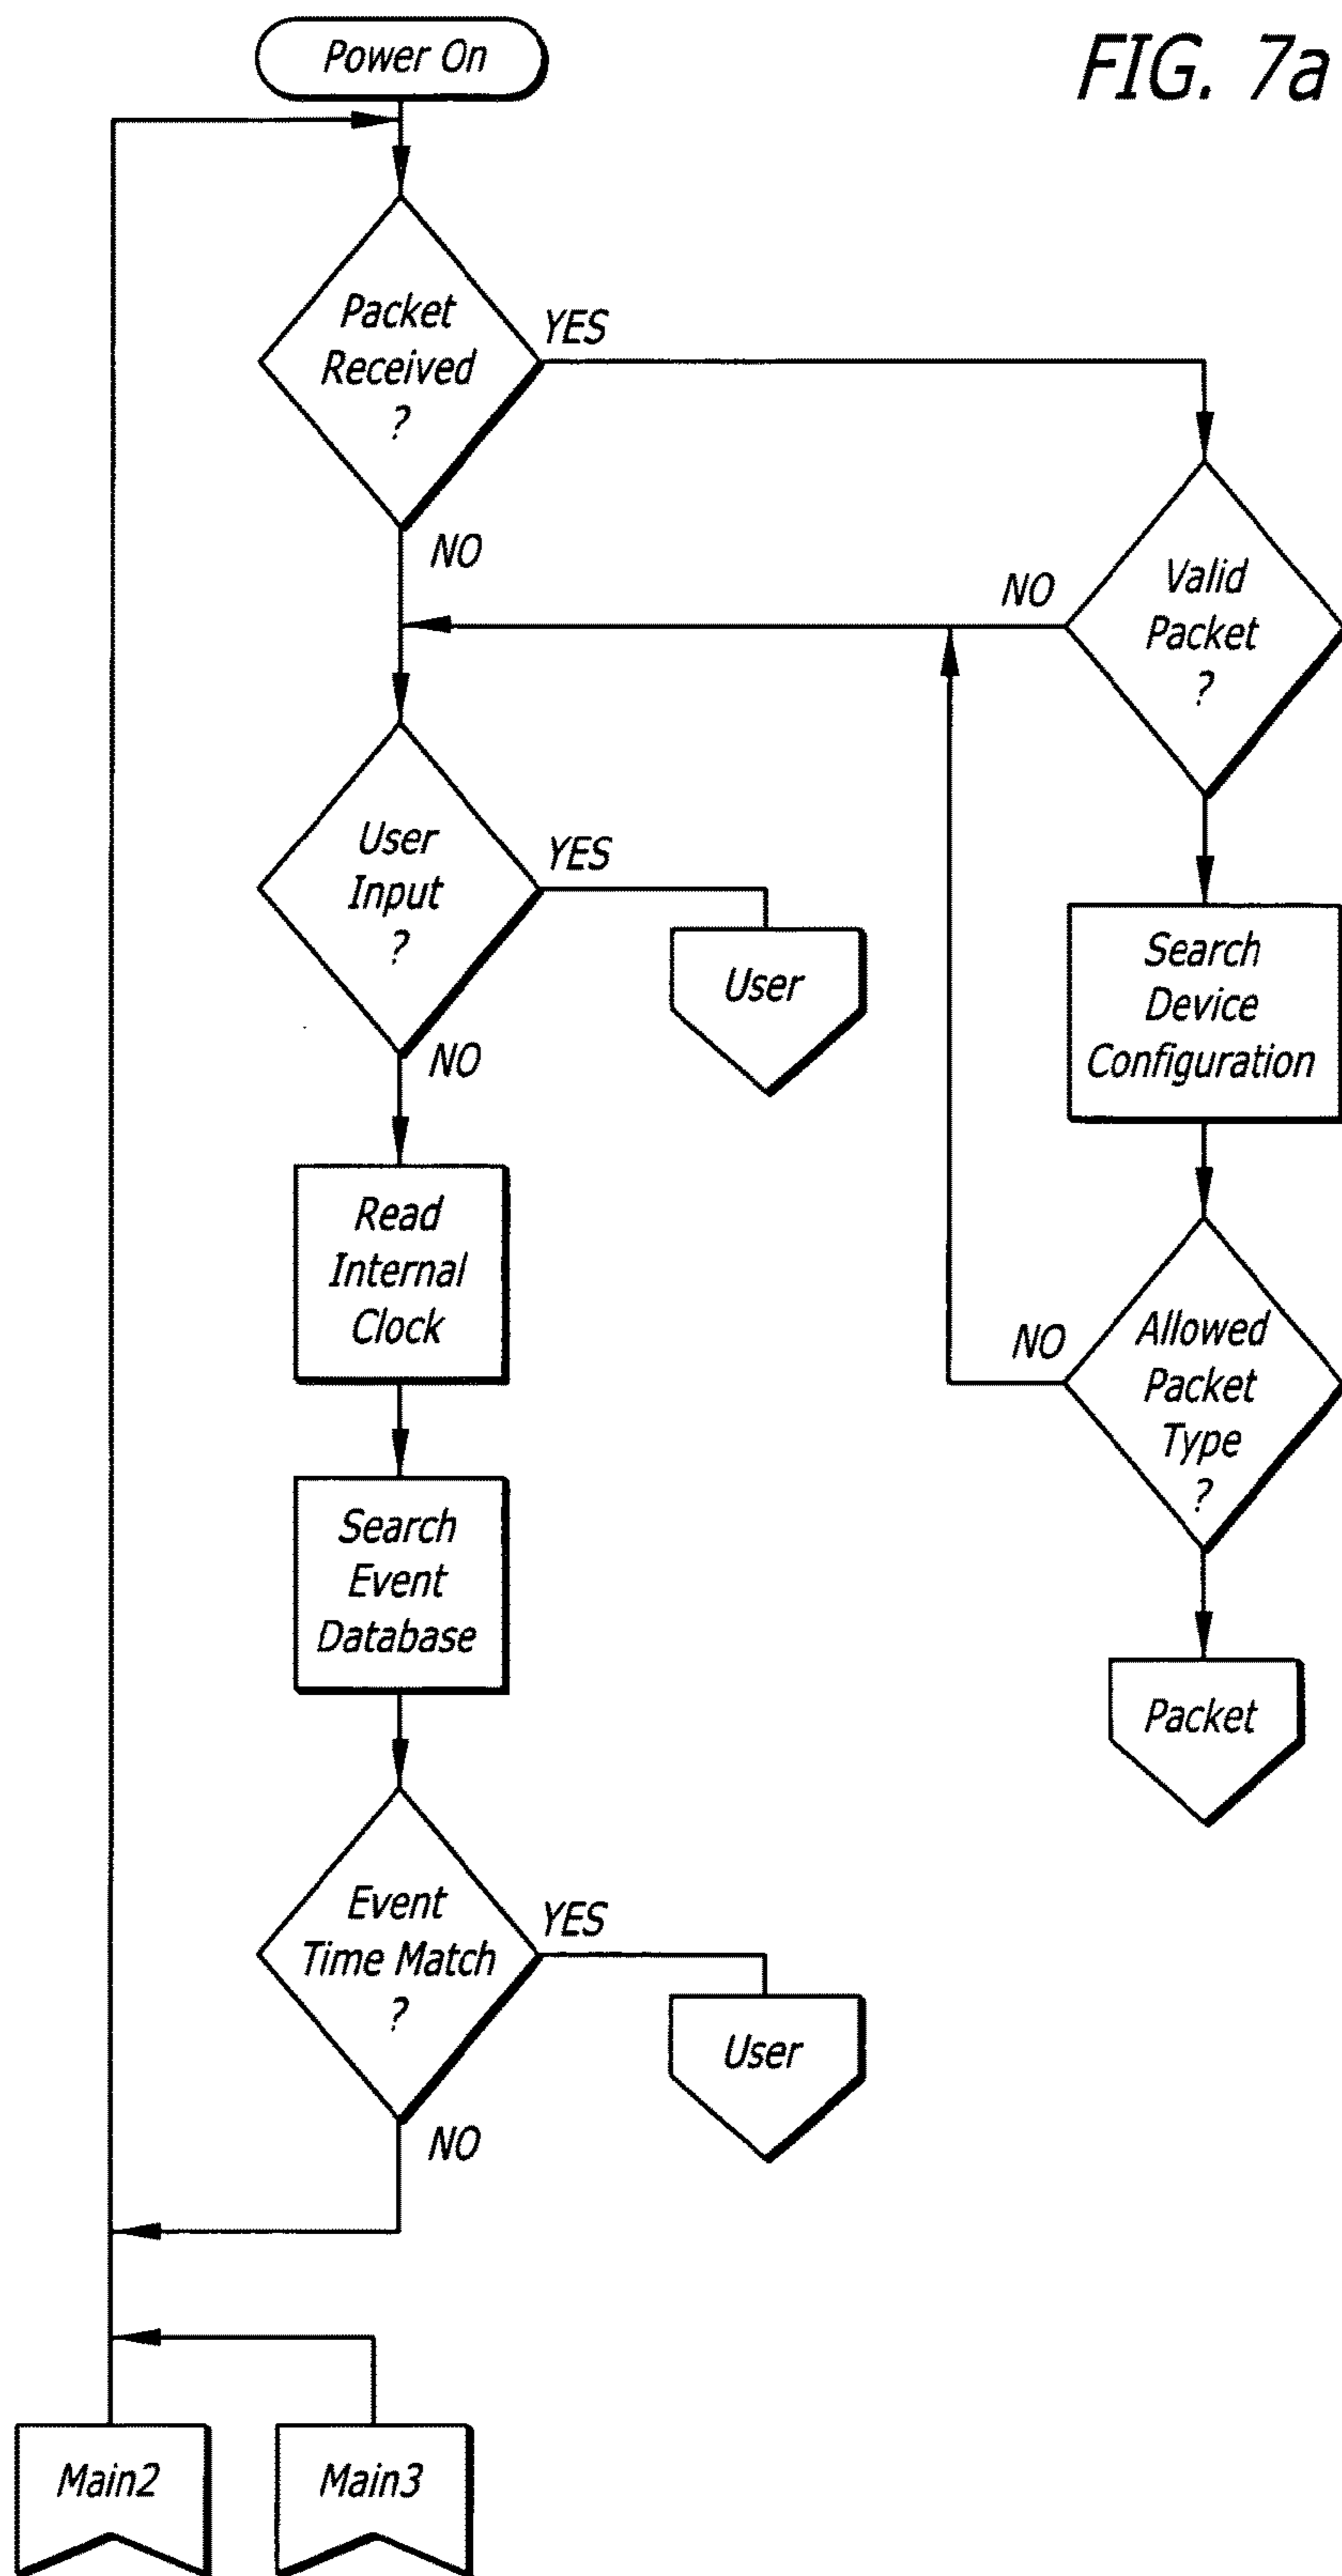 FIG. 7a
Power On
Packet
Received
?
YES
NO
Valid
Packet
?
NO
User
Input
?
YES
NO
User
Search
Device
Configuration
Read
Internal
Clock
Allowed
Packet
Type
?
NO
Search
Event
Database
Packet
Event
Time Match
?
YES
NO
User
Main2
Main3